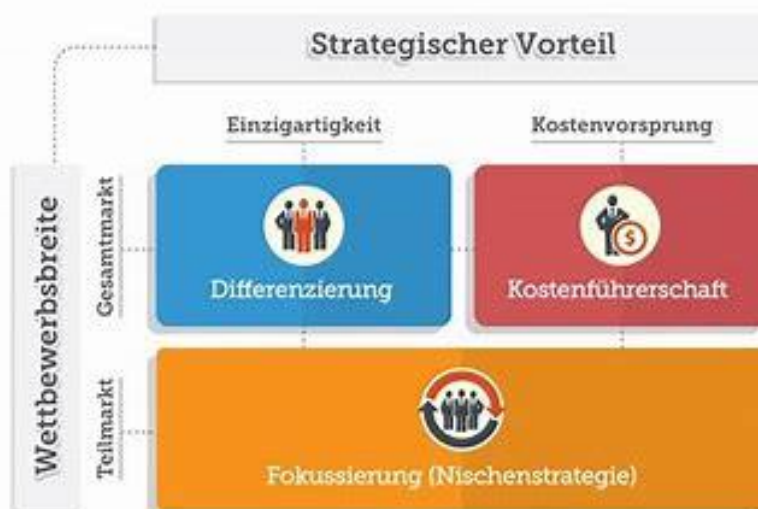 Strategischer Vorteil
Einzigartigkeit
Kostenvorsprung
Wettbewerbsbreite
Gesamtmarkt
Differenzierung
$
Kostenführerschaft
Teilmarkt
Fokussierung (Nischenstrategie)